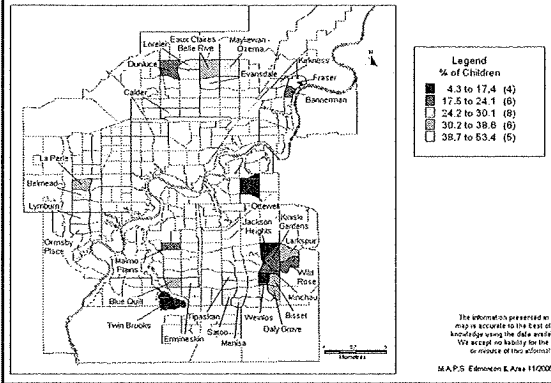 Eaux Claires
Lorelei
Belle Rive
Mayliewan
Ozerna
Dunluce
Evansdale
Kirkness
Fraser
Bannerman
Calder
La Perle
Belmead
Lymburn
Ormsby
Place
Ottewell
Jackson
Heights
Kiniski
Gardens
Larkspur
Malmo
Plains
Wild
Rose
Minchau
Blue Quill
Bisset
Twin Brooks
Tipaskan
Weinlos
Daly Grove
Ermineskin
Satoo
Menisa
N
Legend
% of Children
4.3 to 17.4 (4)
17.5 to 24.1 (6)
24.2 to 30.1 (8)
30.2 to 38.6 (6)
38.7 to 53.4 (5)
The information presented in
map is accurate to the best of
knowledge using the data avail
We accept no liability for the
or misuse of this informat
M.A.P.S. Edmonton & Area